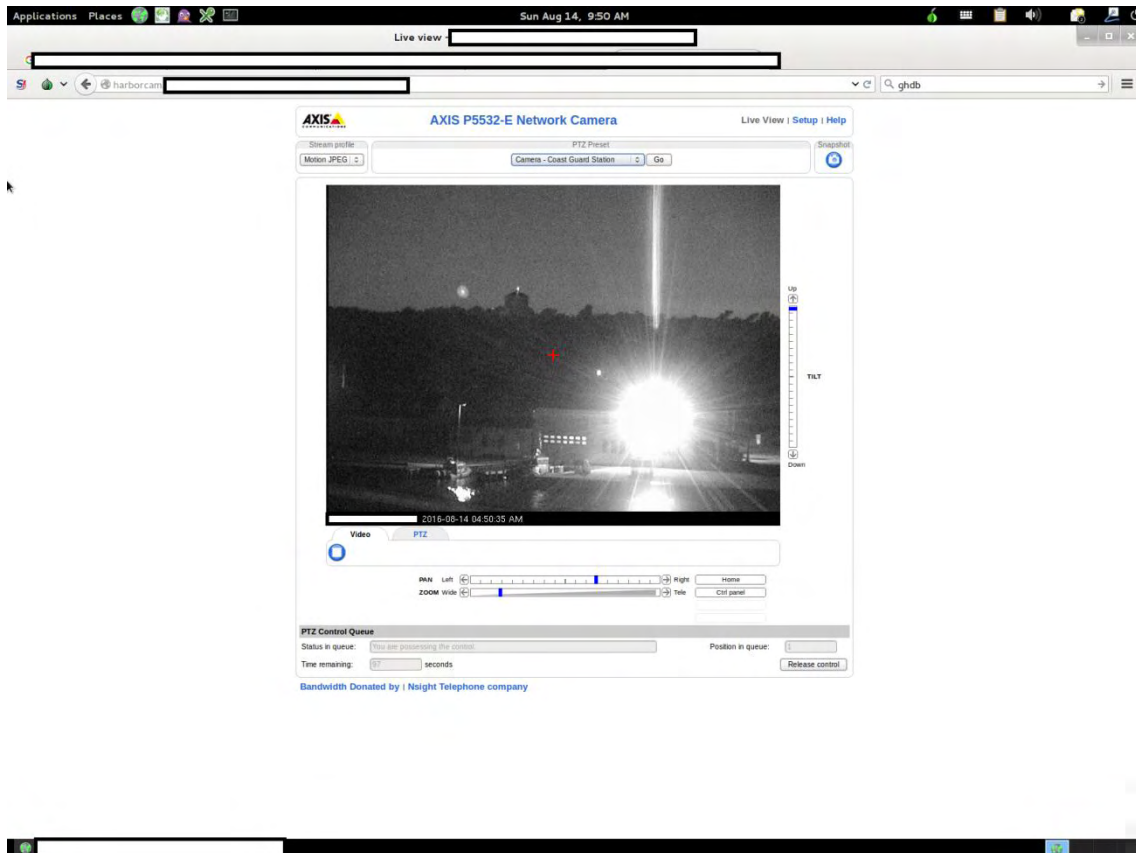 Applications Places Sun Aug 14, 9:50 AM
Live view -
harborcam ghdb
AXIS COMMUNICATIONS AXIS P5532-E Network Camera Live View | Setup | Help
Stream profile PTZ Preset Snapshot
Motion JPEG Camera - Coast Guard Station Go
Up
TILT
Down
2016-08-14 04:50:35 AM
Video PTZ
PAN Left Right Home
ZOOM Wide Tele Ctrl panel
PTZ Control Queue
Status in queue: You are possessing the control Position in queue: 1
Time remaining: 97 seconds Release control
Bandwidth Donated by | Nsight Telephone company